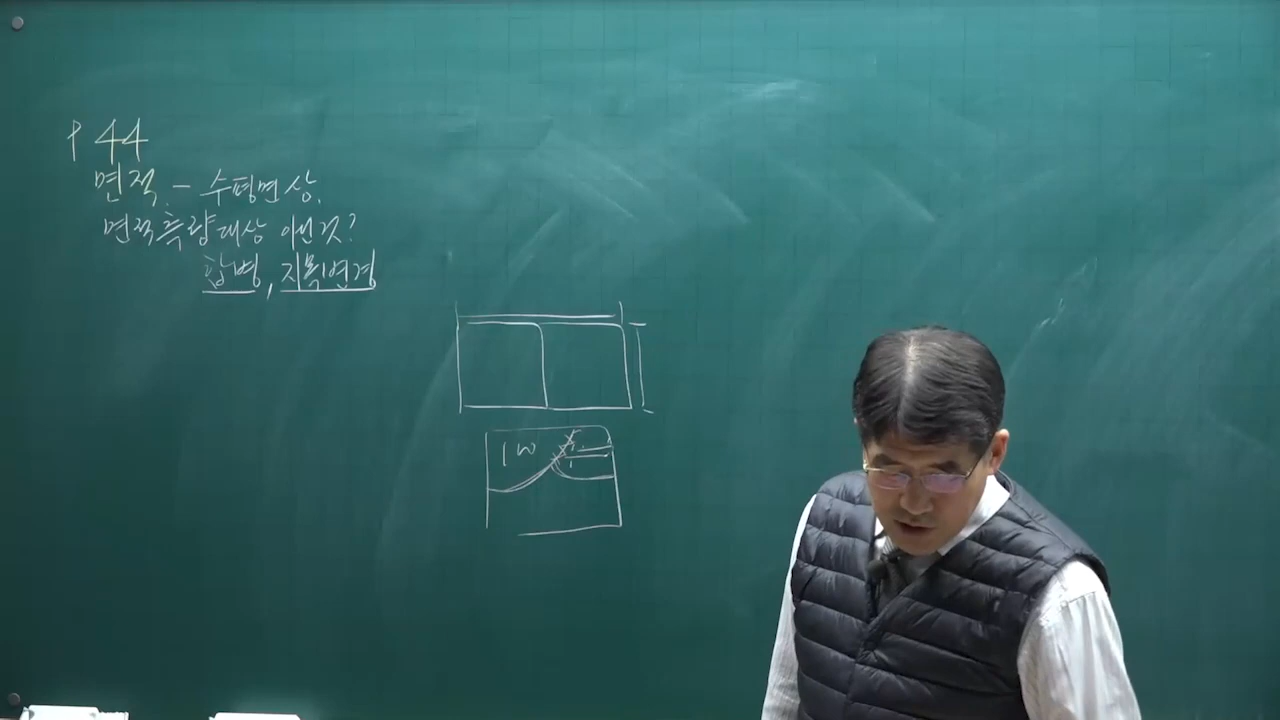 P 44
면적. - 수평면상.
면적측량대상 아닌것?
합병, 지목변경
100